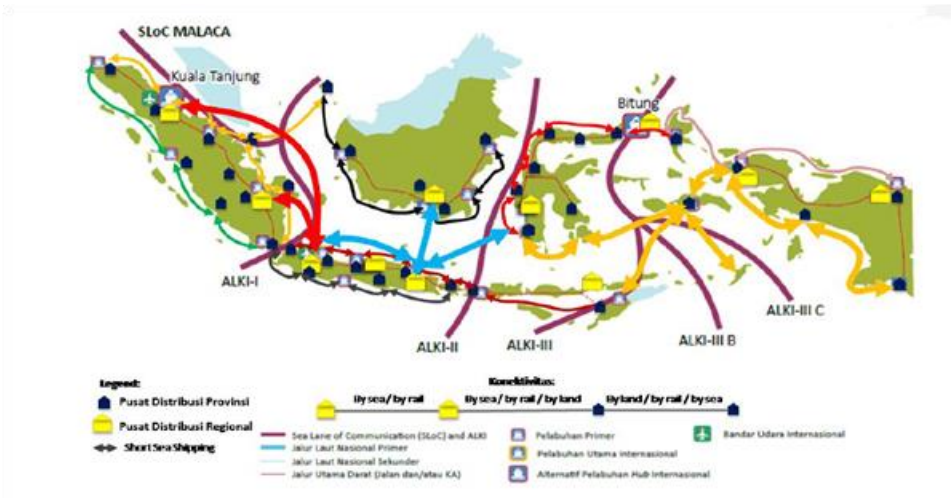 SLoC MALACA
Kuala Tanjung
Bitung
ALKI-I
ALKI-II
ALKI-III
ALKI-III B
ALKI-III C
Legend:
Pusat Distribusi Provinsi
Pusat Distribusi Regional
Short Sea Shipping
Konektivitas:
By sea / by rail
By sea / by rail / by land
By land / by rail / by sea
Sea Lane of Communication (SLoC) and ALKI
Jalur Laut Nasional Primer
Jalur Laut Nasional Sekunder
Jalur Utama Darat (Jalan dan/atau KA)
Pelabuhan Primer
Pelabuhan Utama Internasional
Alternatif Pelabuhan Hub Internasional
Bandar Udara Internasional